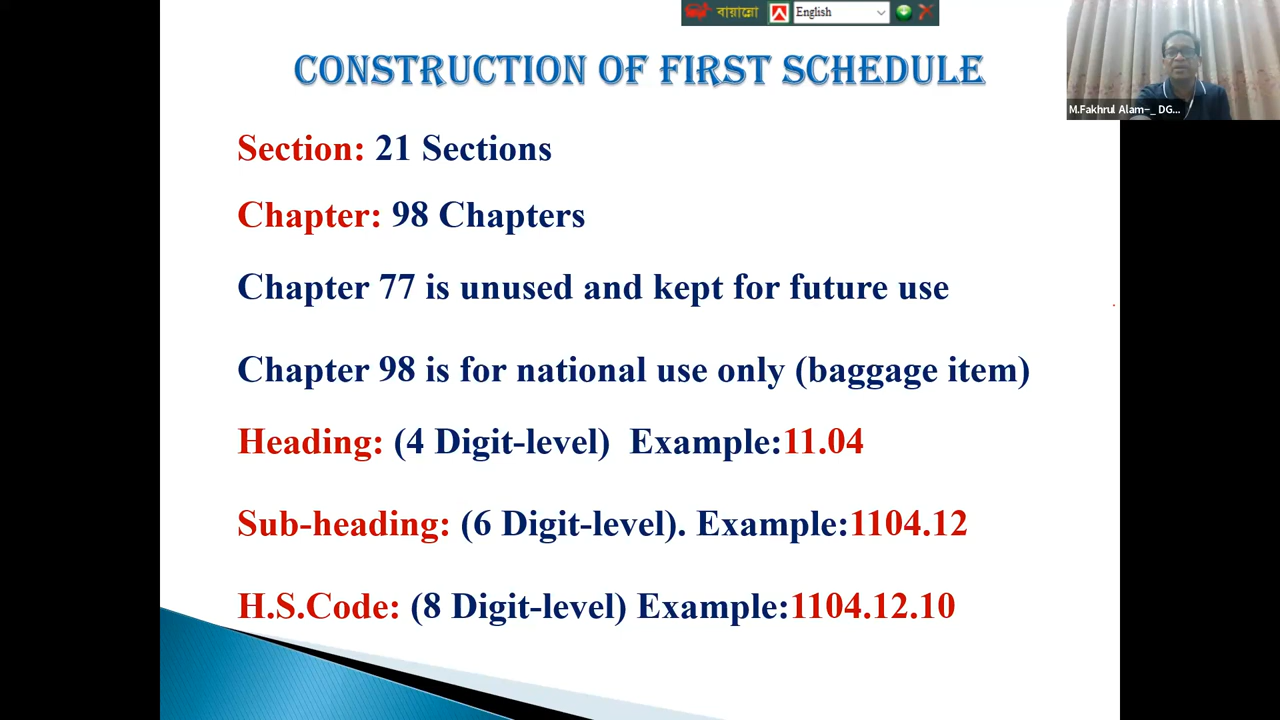 বায়ান্নো English
CONSTRUCTION OF FIRST SCHEDULE
M.Fakhrul Alam-_ DG...
Section: 21 Sections
Chapter: 98 Chapters
Chapter 77 is unused and kept for future use
Chapter 98 is for national use only (baggage item)
Heading: (4 Digit-level) Example:11.04
Sub-heading: (6 Digit-level). Example:1104.12
H.S.Code: (8 Digit-level) Example:1104.12.10